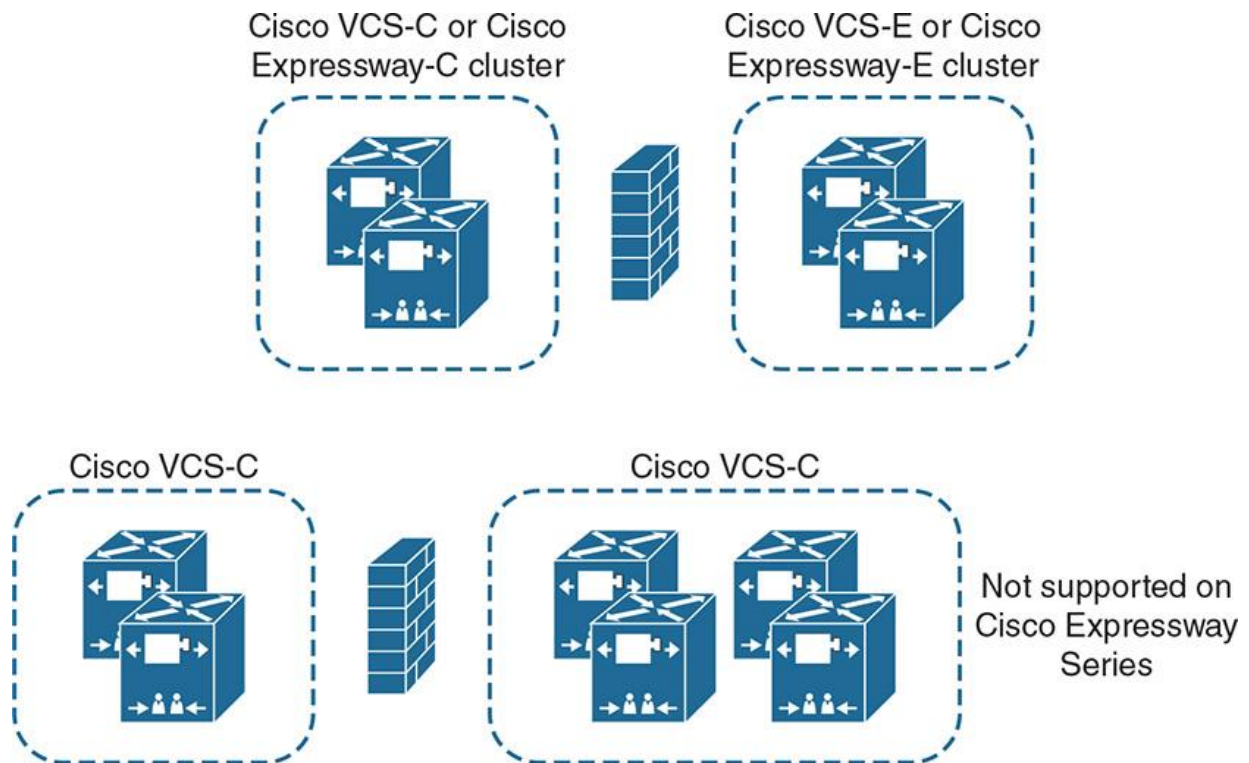 Cisco VCS-C or Cisco
Expressway-C cluster
Cisco VCS-E or Cisco
Expressway-E cluster
Cisco VCS-C
Cisco VCS-C
Not supported on
Cisco Expressway
Series